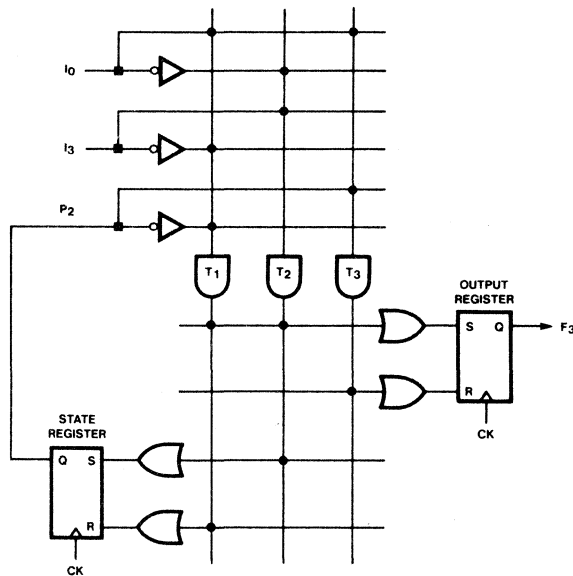 I0
I3
P2
T1 T2 T3
OUTPUT
REGISTER
S Q
F3
R
CK
STATE
REGISTER
Q S
R
CK